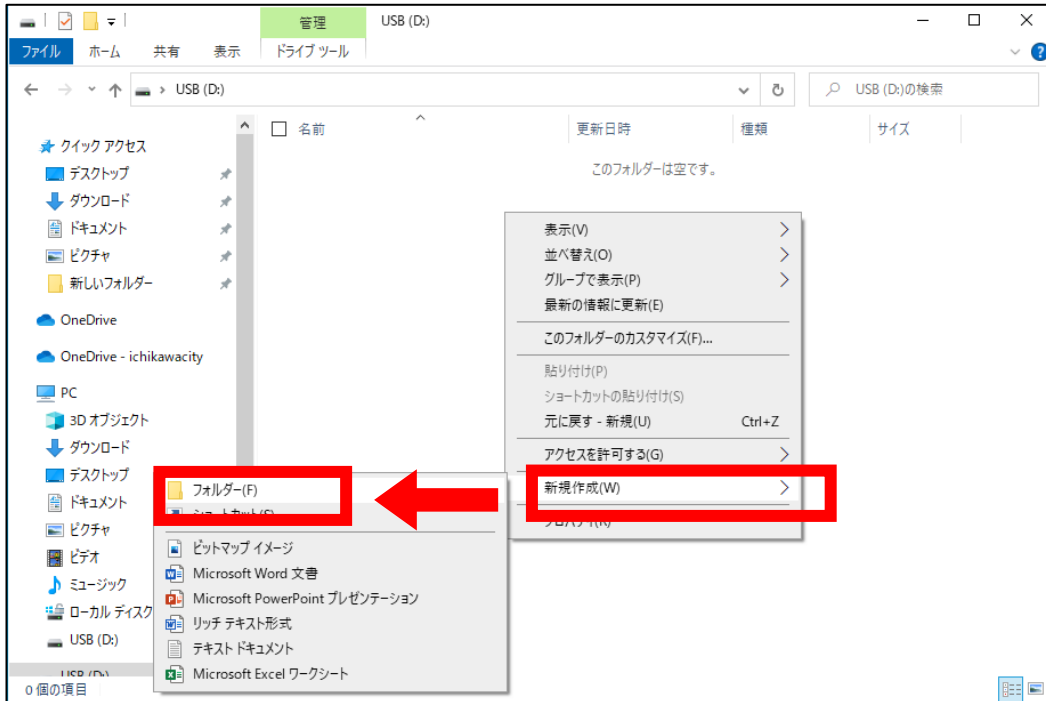 管理
USB (D:)
ファイル
ホーム
共有
表示
ドライブ ツール
USB (D:)
USB (D:)の検索
名前
更新日時
種類
サイズ
このフォルダーは空です。
クイック アクセス
デスクトップ
ダウンロード
ドキュメント
ピクチャ
新しいフォルダー
OneDrive
OneDrive - ichikawacity
PC
3D オブジェクト
ダウンロード
デスクトップ
ドキュメント
ピクチャ
ビデオ
ミュージック
ローカル ディスク
USB (D:)
USB (D:)
0 個の項目
表示(V)
並べ替え(O)
グループで表示(P)
最新の情報に更新(E)
このフォルダーのカスタマイズ(F)...
貼り付け(P)
ショートカットの貼り付け(S)
元に戻す - 新規(U) Ctrl+Z
アクセスを許可する(G)
新規作成(W)
プロパティ(R)
フォルダー(F)
ショートカット(S)
ビットマップ イメージ
Microsoft Word 文書
Microsoft PowerPoint プレゼンテーション
リッチ テキスト形式
テキスト ドキュメント
Microsoft Excel ワークシート